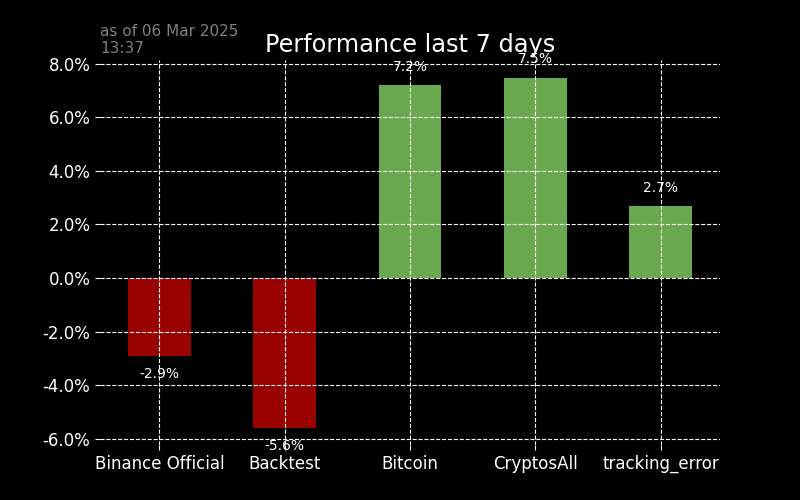 as of 06 Mar 2025
13:37
Performance last 7 days
8.0%
6.0%
4.0%
2.0%
0.0%
-2.0%
-4.0%
-6.0%
-2.9%
-5.6%
7.2%
7.5%
2.7%
Binance Official
Backtest
Bitcoin
CryptosAll
tracking_error